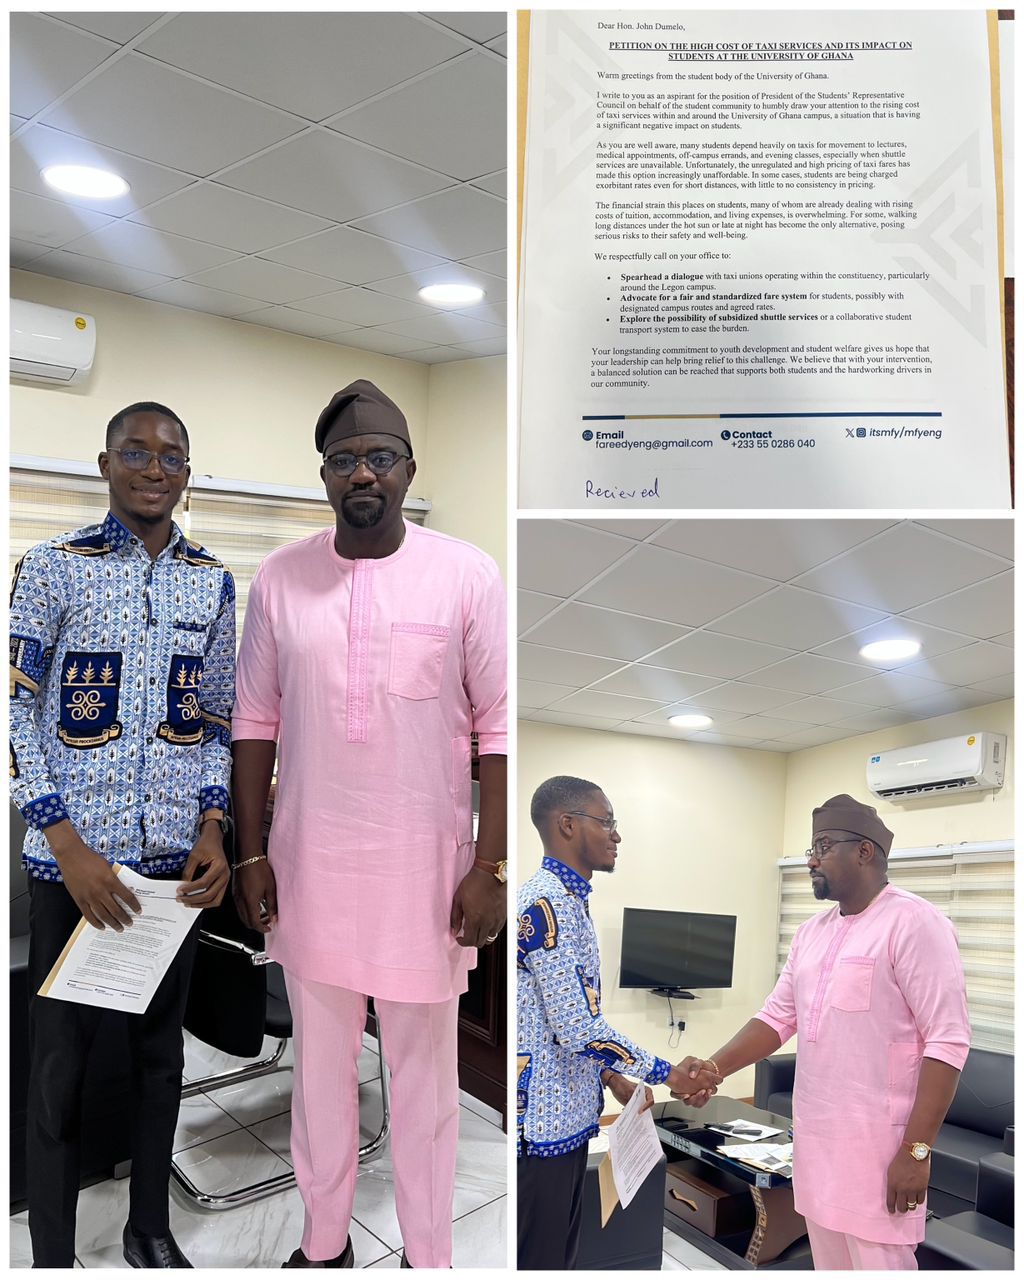 Dear Hon. John Dumelo,
PETITION ON THE HIGH COST OF TAXI SERVICES AND ITS IMPACT ON
STUDENTS AT THE UNIVERSITY OF GHANA
Warm greetings from the student body of the University of Ghana.
I write to you as an aspirant for the position of President of the Students' Representative
Council on behalf of the student community to humbly draw your attention to the rising cost
of taxi services within and around the University of Ghana campus, a situation that is having
a significant negative impact on students.
As you are well aware, many students depend heavily on taxis for movement to lectures,
medical appointments, off-campus errands, and evening classes, especially when shuttle
services are unavailable. Unfortunately, the unregulated and high pricing of taxi fares has
made this option increasingly unaffordable. In some cases, students are being charged
exorbitant rates even for short distances, with little to no consistency in pricing.
The financial strain this places on students, many of whom are already dealing with rising
costs of tuition, accommodation, and living expenses, is overwhelming. For some, walking
long distances under the hot sun or late at night has become the only alternative, posing
serious risks to their safety and well-being.
We respectfully call on your office to:
• Spearhead a dialogue with taxi unions operating within the constituency, particularly
around the Legon campus.
• Advocate for a fair and standardized fare system for students, possibly with
designated campus routes and agreed rates.
• Explore the possibility of subsidized shuttle services or a collaborative student
transport system to ease the burden.
Your longstanding commitment to youth development and student welfare gives us hope that
your leadership can help bring relief to this challenge. We believe that with your intervention,
a balanced solution can be reached that supports both students and the hardworking drivers in
our community.
Email
fareedyeng@gmail.com
Contact
+233 55 0286 040
itsmfy/mfyeng
Recieved
INTEGRI PROCEDAMUS